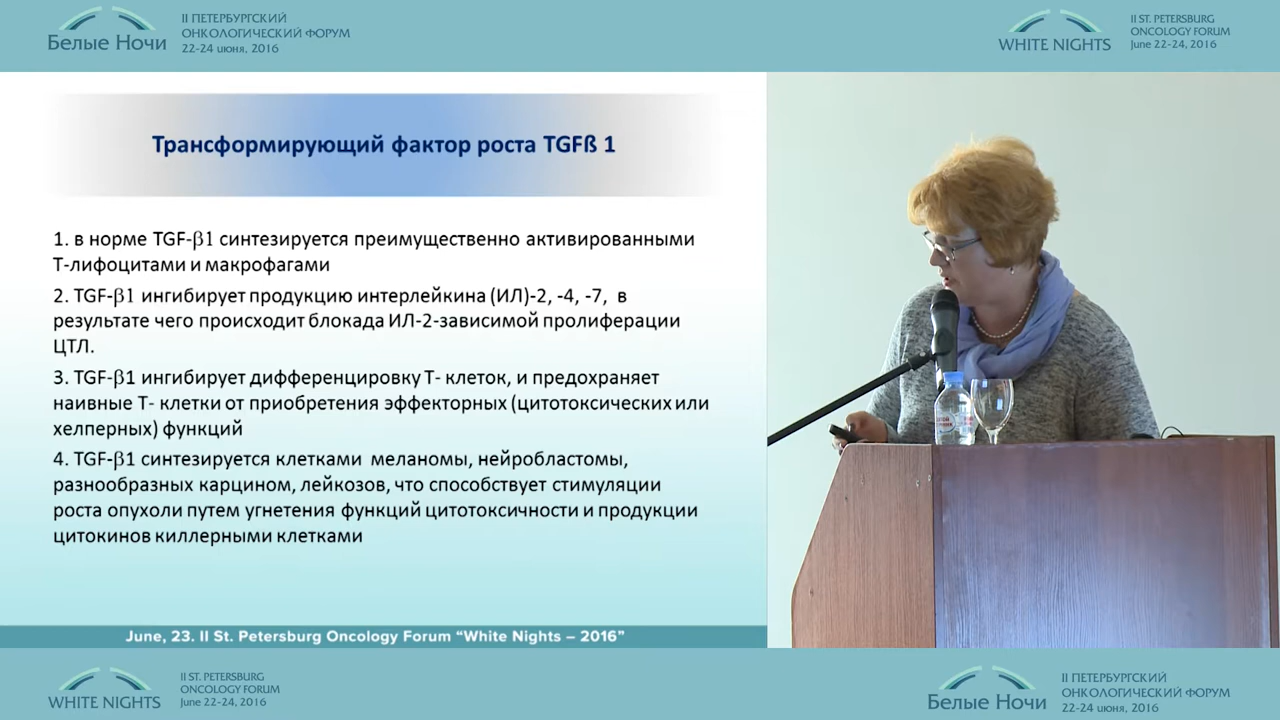 Белые Ночи
II ПЕТЕРБУРГСКИЙ
ОНКОЛОГИЧЕСКИЙ ФОРУМ
22-24 июня, 2016
WHITE NIGHTS
II ST. PETERSBURG
ONCOLOGY FORUM
June 22-24, 2016
Трансформирующий фактор роста TGFß 1
1. в норме TGF-β1 синтезируется преимущественно активированными
Т-лифоцитами и макрофагами
2. TGF-β1 ингибирует продукцию интерлейкина (ИЛ)-2, -4, -7, в
результате чего происходит блокада ИЛ-2-зависимой пролиферации
ЦТЛ.
3. TGF-β1 ингибирует дифференцировку Т- клеток, и предохраняет
наивные Т- клетки от приобретения эффекторных (цитотоксических или
хелперных) функций
4. TGF-β1 синтезируется клетками меланомы, нейробластомы,
разнообразных карцином, лейкозов, что способствует стимуляции
роста опухоли путем угнетения функций цитотоксичности и продукции
цитокинов киллерными клетками
June, 23. II St. Petersburg Oncology Forum “White Nights – 2016”
WHITE NIGHTS
II ST. PETERSBURG
ONCOLOGY FORUM
June 22-24, 2016
Белые Ночи
II ПЕТЕРБУРГСКИЙ
ОНКОЛОГИЧЕСКИЙ ФОРУМ
22-24 июня, 2016